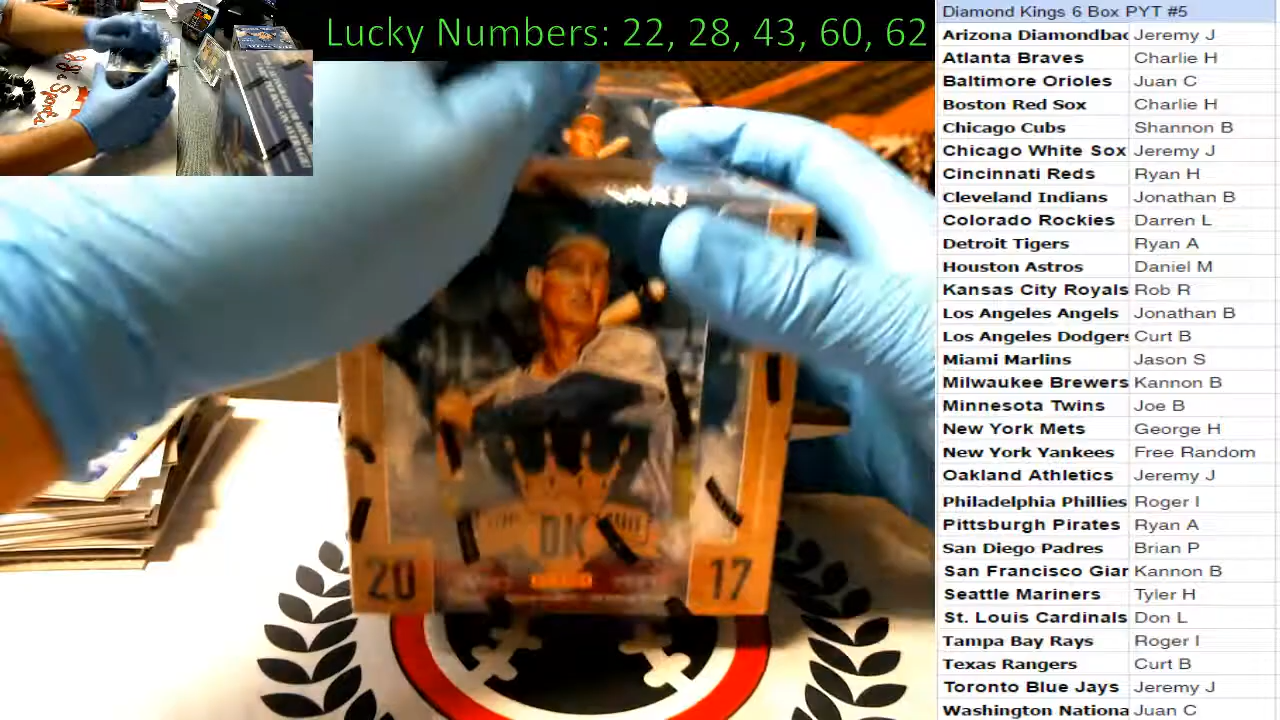 Lucky Numbers: 22, 28, 43, 60, 62
Diamond Kings 6 Box PYT #5
Arizona Diamondbac Jeremy J
Atlanta Braves Charlie H
Baltimore Orioles Juan C
Boston Red Sox Charlie H
Chicago Cubs Shannon B
Chicago White Sox Jeremy J
Cincinnati Reds Ryan H
Cleveland Indians Jonathan B
Colorado Rockies Darren L
Detroit Tigers Ryan A
Houston Astros Daniel M
Kansas City Royals Rob R
Los Angeles Angels Jonathan B
Los Angeles Dodgers Curt B
Miami Marlins Jason S
Milwaukee Brewers Kannon B
Minnesota Twins Joe B
New York Mets George H
New York Yankees Free Random
Oakland Athletics Jeremy J
Philadelphia Phillies Roger I
Pittsburgh Pirates Ryan A
San Diego Padres Brian P
San Francisco Giar Kannon B
Seattle Mariners Tyler H
St. Louis Cardinals Don L
Tampa Bay Rays Roger I
Texas Rangers Curt B
Toronto Blue Jays Jeremy J
Washington Nationa Juan C
DK
20 17